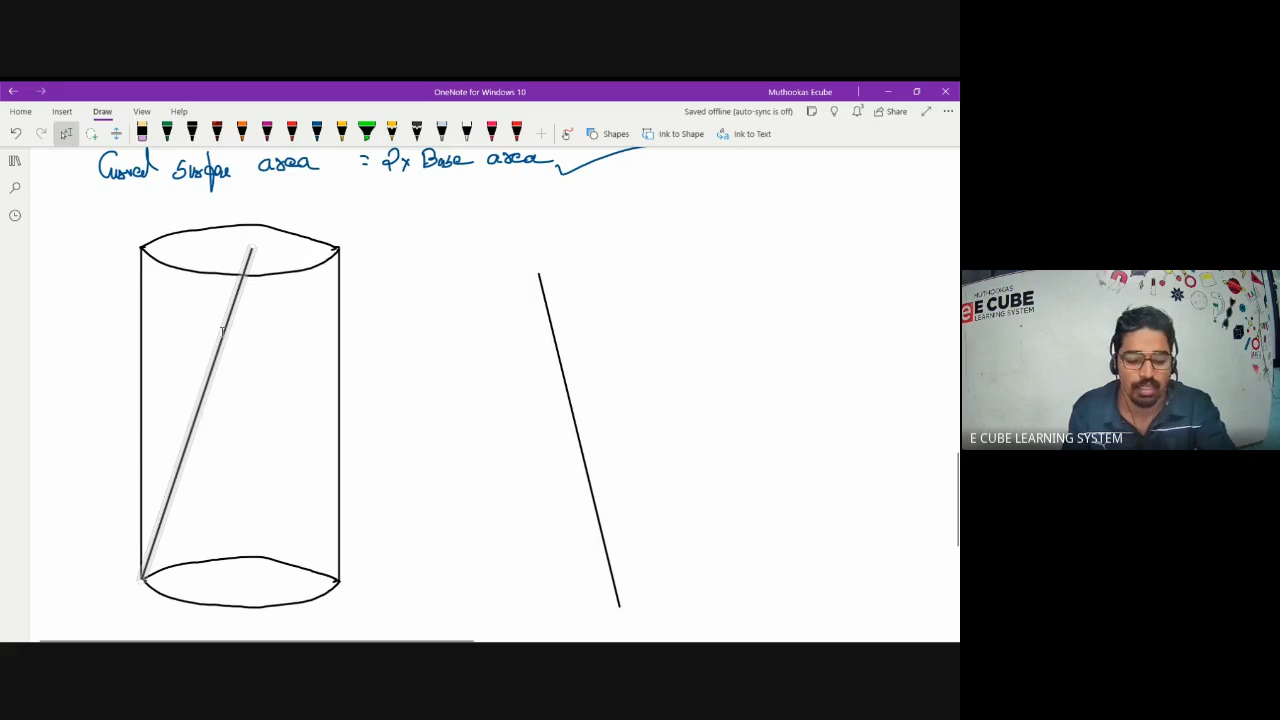 OneNote for Windows 10
Muthookas Ecube
Home Insert Draw View Help
Saved offline (auto-sync is off)
Share
Shapes
Ink to Shape
Ink to Text
Curved Surface area = 2x Base area
MUTHOOKAS
e E CUBE
LEARNING SYSTEM
E CUBE LEARNING SYSTEM